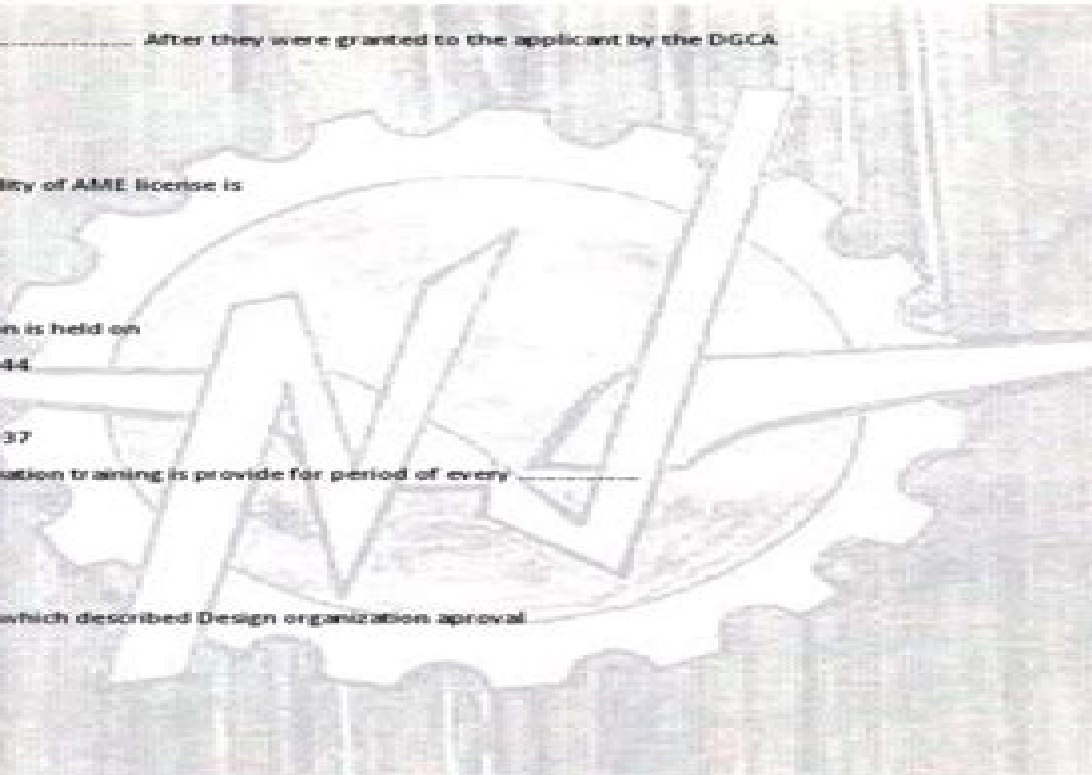 ................................ After they were granted to the applicant by the DGCA
lity of AME license is
n is held on
44
37
iation training is provide for period of every ......................
which described Design organization aproval